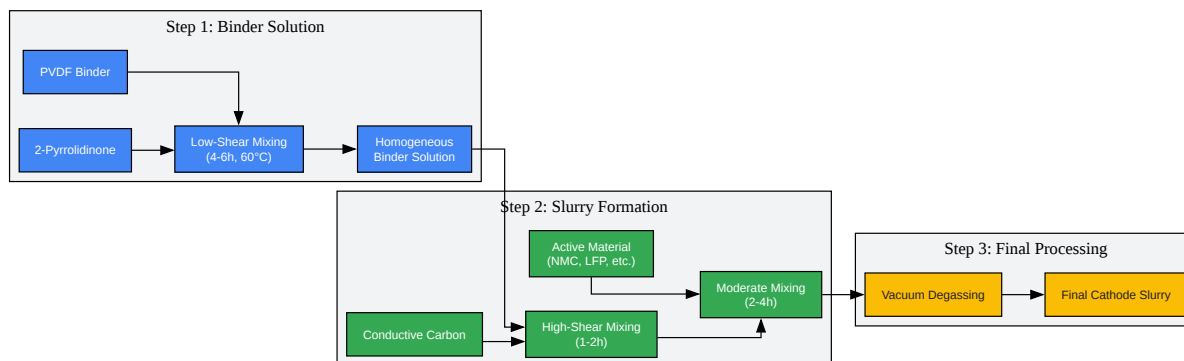 Step 1: Binder Solution
PVDF Binder
2-Pyrrolidinone
Low-Shear Mixing
(4-6h, 60°C)
Homogeneous
Binder Solution
Step 2: Slurry Formation
Active Material
(NMC, LFP, etc.)
Conductive Carbon
High-Shear Mixing
(1-2h)
Moderate Mixing
(2-4h)
Step 3: Final Processing
Vacuum Degassing
Final Cathode Slurry